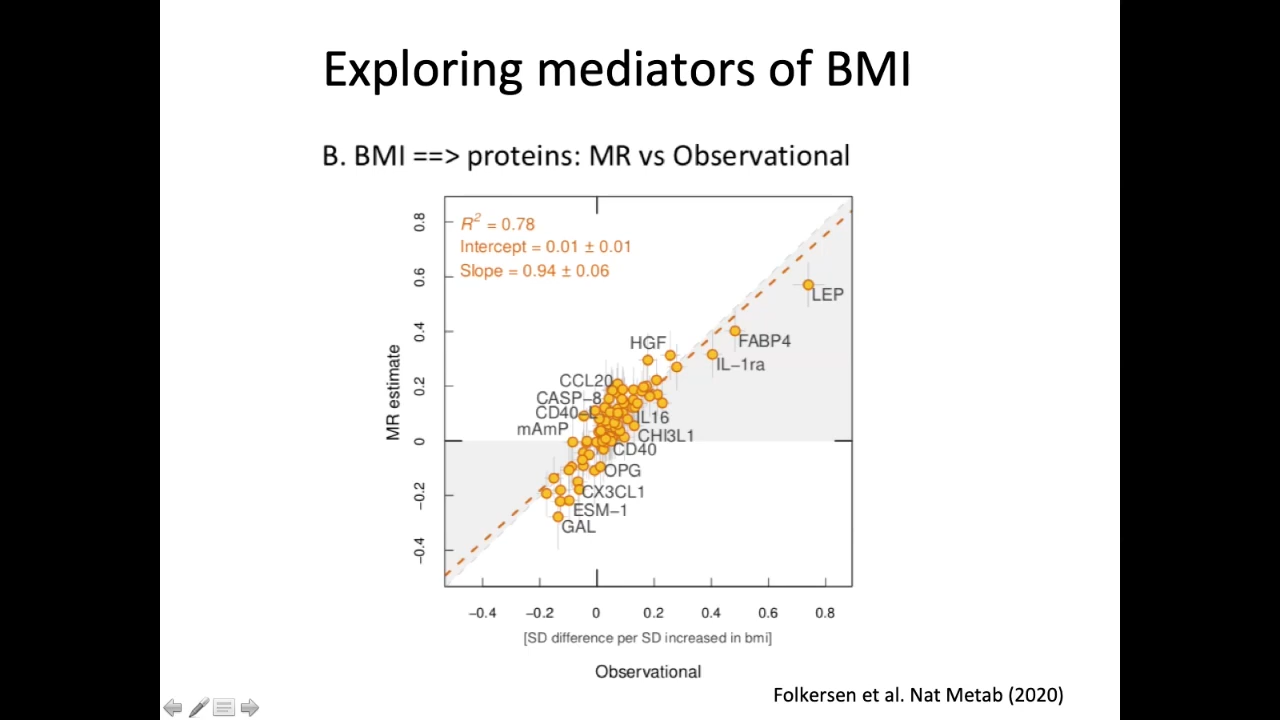 Exploring mediators of BMI
B. BMI ==> proteins: MR vs Observational
R² = 0.78
Intercept = 0.01 ± 0.01
Slope = 0.94 ± 0.06
MR estimate
0.8
0.6
0.4
0.2
0
−0.2
−0.4
LEP
HGF
FABP4
IL−1ra
CCL20
CASP−8
CD40−L
IL16
mAmP
CHI3L1
CD40
OPG
CX3CL1
ESM−1
GAL
−0.4 −0.2 0 0.2 0.4 0.6 0.8
[SD difference per SD increased in bmi]
Observational
Folkersen et al. Nat Metab (2020)